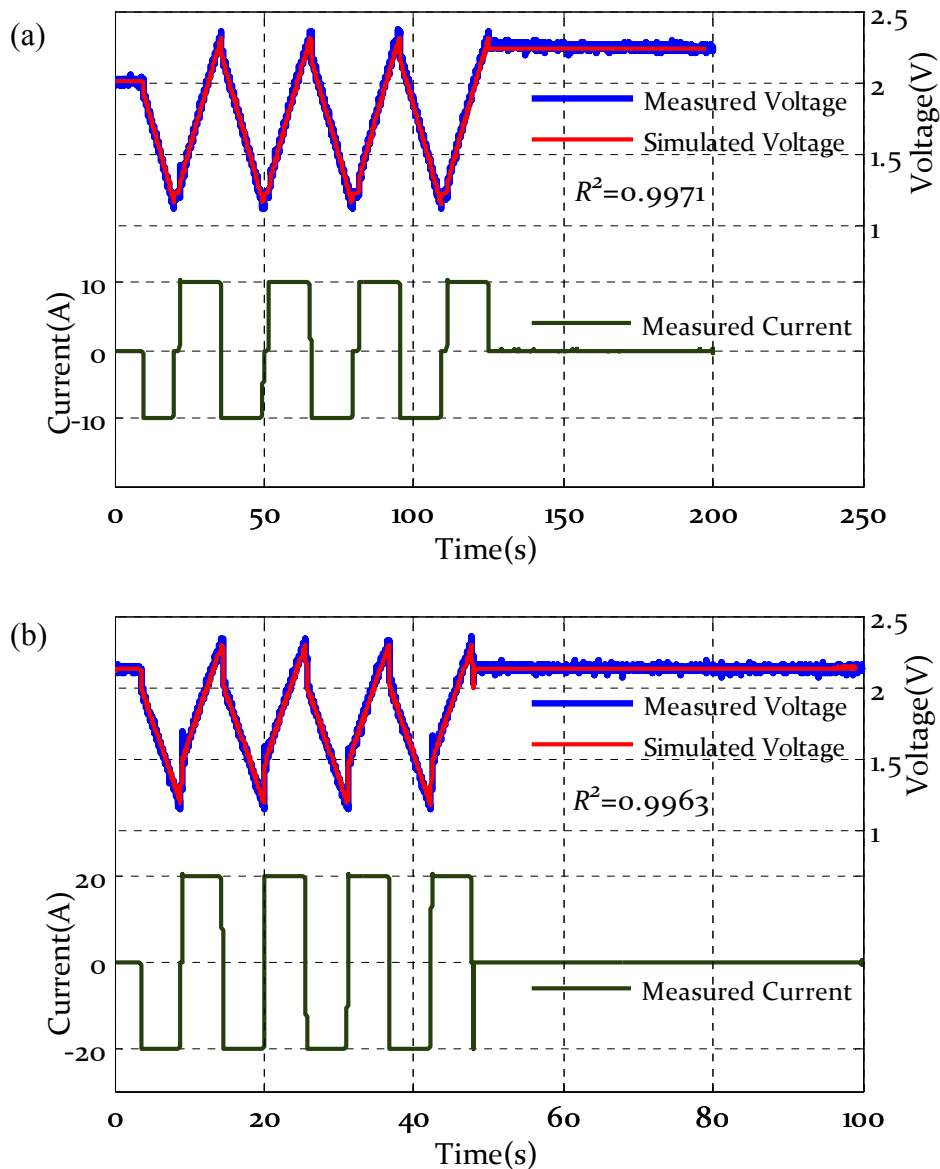 (a)
2.5
2
1.5
1
Voltage(V)
Measured Voltage
Simulated Voltage
R²=0.9971
10
0
-10
Current(A)
Measured Current
0 50 100 150 200 250
Time(s)
(b)
2.5
2
1.5
1
Voltage(V)
Measured Voltage
Simulated Voltage
R²=0.9963
20
0
-20
Current(A)
Measured Current
0 20 40 60 80 100
Time(s)